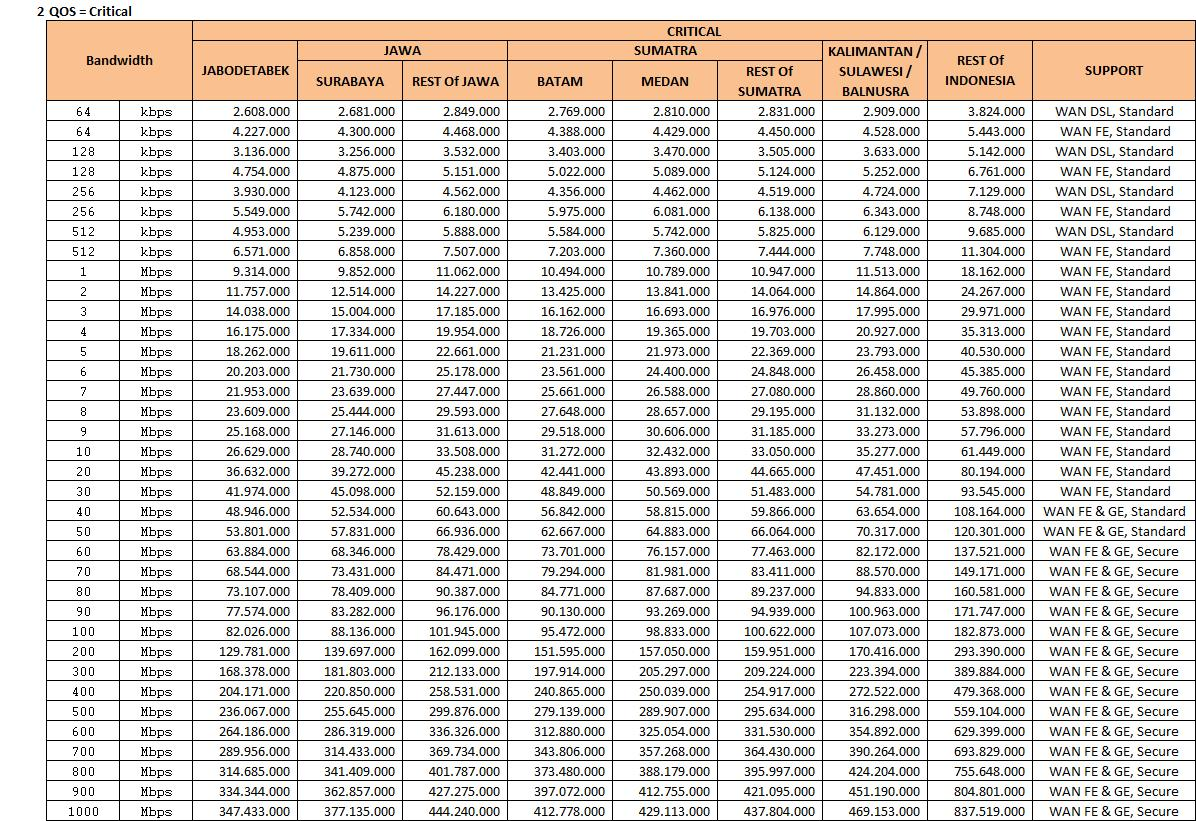 2 QOS = Critical
Bandwidth CRITICAL
JABODETABEK JAWA SUMATRA KALIMANTAN / SULAWESI / BALNUSRA REST OF INDONESIA SUPPORT
SURABAYA REST Of JAWA BATAM MEDAN REST Of SUMATRA
64 kbps 2.608.000 2.681.000 2.849.000 2.769.000 2.810.000 2.831.000 2.909.000 3.824.000 WAN DSL, Standard
64 kbps 4.227.000 4.300.000 4.468.000 4.388.000 4.429.000 4.450.000 4.528.000 5.443.000 WAN FE, Standard
128 kbps 3.136.000 3.256.000 3.532.000 3.403.000 3.470.000 3.505.000 3.633.000 5.142.000 WAN DSL, Standard
128 kbps 4.754.000 4.875.000 5.151.000 5.022.000 5.089.000 5.124.000 5.252.000 6.761.000 WAN FE, Standard
256 kbps 3.930.000 4.123.000 4.562.000 4.356.000 4.462.000 4.519.000 4.724.000 7.129.000 WAN DSL, Standard
256 kbps 5.549.000 5.742.000 6.180.000 5.975.000 6.081.000 6.138.000 6.343.000 8.748.000 WAN FE, Standard
512 kbps 4.953.000 5.239.000 5.888.000 5.584.000 5.742.000 5.825.000 6.129.000 9.685.000 WAN DSL, Standard
512 kbps 6.571.000 6.858.000 7.507.000 7.203.000 7.360.000 7.444.000 7.748.000 11.304.000 WAN FE, Standard
1 Mbps 9.314.000 9.852.000 11.062.000 10.494.000 10.789.000 10.947.000 11.513.000 18.162.000 WAN FE, Standard
2 Mbps 11.757.000 12.514.000 14.227.000 13.425.000 13.841.000 14.064.000 14.864.000 24.267.000 WAN FE, Standard
3 Mbps 14.038.000 15.004.000 17.185.000 16.162.000 16.693.000 16.976.000 17.995.000 29.971.000 WAN FE, Standard
4 Mbps 16.175.000 17.334.000 19.954.000 18.726.000 19.365.000 19.703.000 20.927.000 35.313.000 WAN FE, Standard
5 Mbps 18.262.000 19.611.000 22.661.000 21.231.000 21.973.000 22.369.000 23.793.000 40.530.000 WAN FE, Standard
6 Mbps 20.203.000 21.730.000 25.178.000 23.561.000 24.400.000 24.848.000 26.458.000 45.385.000 WAN FE, Standard
7 Mbps 21.953.000 23.639.000 27.447.000 25.661.000 26.588.000 27.080.000 28.860.000 49.760.000 WAN FE, Standard
8 Mbps 23.609.000 25.444.000 29.593.000 27.648.000 28.657.000 29.195.000 31.132.000 53.898.000 WAN FE, Standard
9 Mbps 25.168.000 27.146.000 31.613.000 29.518.000 30.606.000 31.185.000 33.273.000 57.796.000 WAN FE, Standard
10 Mbps 26.629.000 28.740.000 33.508.000 31.272.000 32.432.000 33.050.000 35.277.000 61.449.000 WAN FE, Standard
20 Mbps 36.632.000 39.272.000 45.238.000 42.441.000 43.893.000 44.665.000 47.451.000 80.194.000 WAN FE, Standard
30 Mbps 41.974.000 45.098.000 52.159.000 48.849.000 50.569.000 51.483.000 54.781.000 93.545.000 WAN FE, Standard
40 Mbps 48.946.000 52.534.000 60.643.000 56.842.000 58.815.000 59.866.000 63.654.000 108.164.000 WAN FE & GE, Standard
50 Mbps 53.801.000 57.831.000 66.936.000 62.667.000 64.883.000 66.064.000 70.317.000 120.301.000 WAN FE & GE, Standard
60 Mbps 63.884.000 68.346.000 78.429.000 73.701.000 76.157.000 77.463.000 82.172.000 137.521.000 WAN FE & GE, Secure
70 Mbps 68.544.000 73.431.000 84.471.000 79.294.000 81.981.000 83.411.000 88.570.000 149.171.000 WAN FE & GE, Secure
80 Mbps 73.107.000 78.409.000 90.387.000 84.771.000 87.687.000 89.237.000 94.833.000 160.581.000 WAN FE & GE, Secure
90 Mbps 77.574.000 83.282.000 96.176.000 90.130.000 93.269.000 94.939.000 100.963.000 171.747.000 WAN FE & GE, Secure
100 Mbps 82.026.000 88.136.000 101.945.000 95.472.000 98.833.000 100.622.000 107.073.000 182.873.000 WAN FE & GE, Secure
200 Mbps 129.781.000 139.697.000 162.099.000 151.595.000 157.050.000 159.951.000 170.416.000 293.390.000 WAN FE & GE, Secure
300 Mbps 168.378.000 181.803.000 212.133.000 197.914.000 205.297.000 209.224.000 223.394.000 389.884.000 WAN FE & GE, Secure
400 Mbps 204.171.000 220.850.000 258.531.000 240.865.000 250.039.000 254.917.000 272.522.000 479.368.000 WAN FE & GE, Secure
500 Mbps 236.067.000 255.645.000 299.876.000 279.139.000 289.907.000 295.634.000 316.298.000 559.104.000 WAN FE & GE, Secure
600 Mbps 264.186.000 286.319.000 336.326.000 312.880.000 325.054.000 331.530.000 354.892.000 629.399.000 WAN FE & GE, Secure
700 Mbps 289.956.000 314.433.000 369.734.000 343.806.000 357.268.000 364.430.000 390.264.000 693.829.000 WAN FE & GE, Secure
800 Mbps 314.685.000 341.409.000 401.787.000 373.480.000 388.179.000 395.997.000 424.204.000 755.648.000 WAN FE & GE, Secure
900 Mbps 334.344.000 362.857.000 427.275.000 397.072.000 412.755.000 421.095.000 451.190.000 804.801.000 WAN FE & GE, Secure
1000 Mbps 347.433.000 377.135.000 444.240.000 412.778.000 429.113.000 437.804.000 469.153.000 837.519.000 WAN FE & GE, Secure